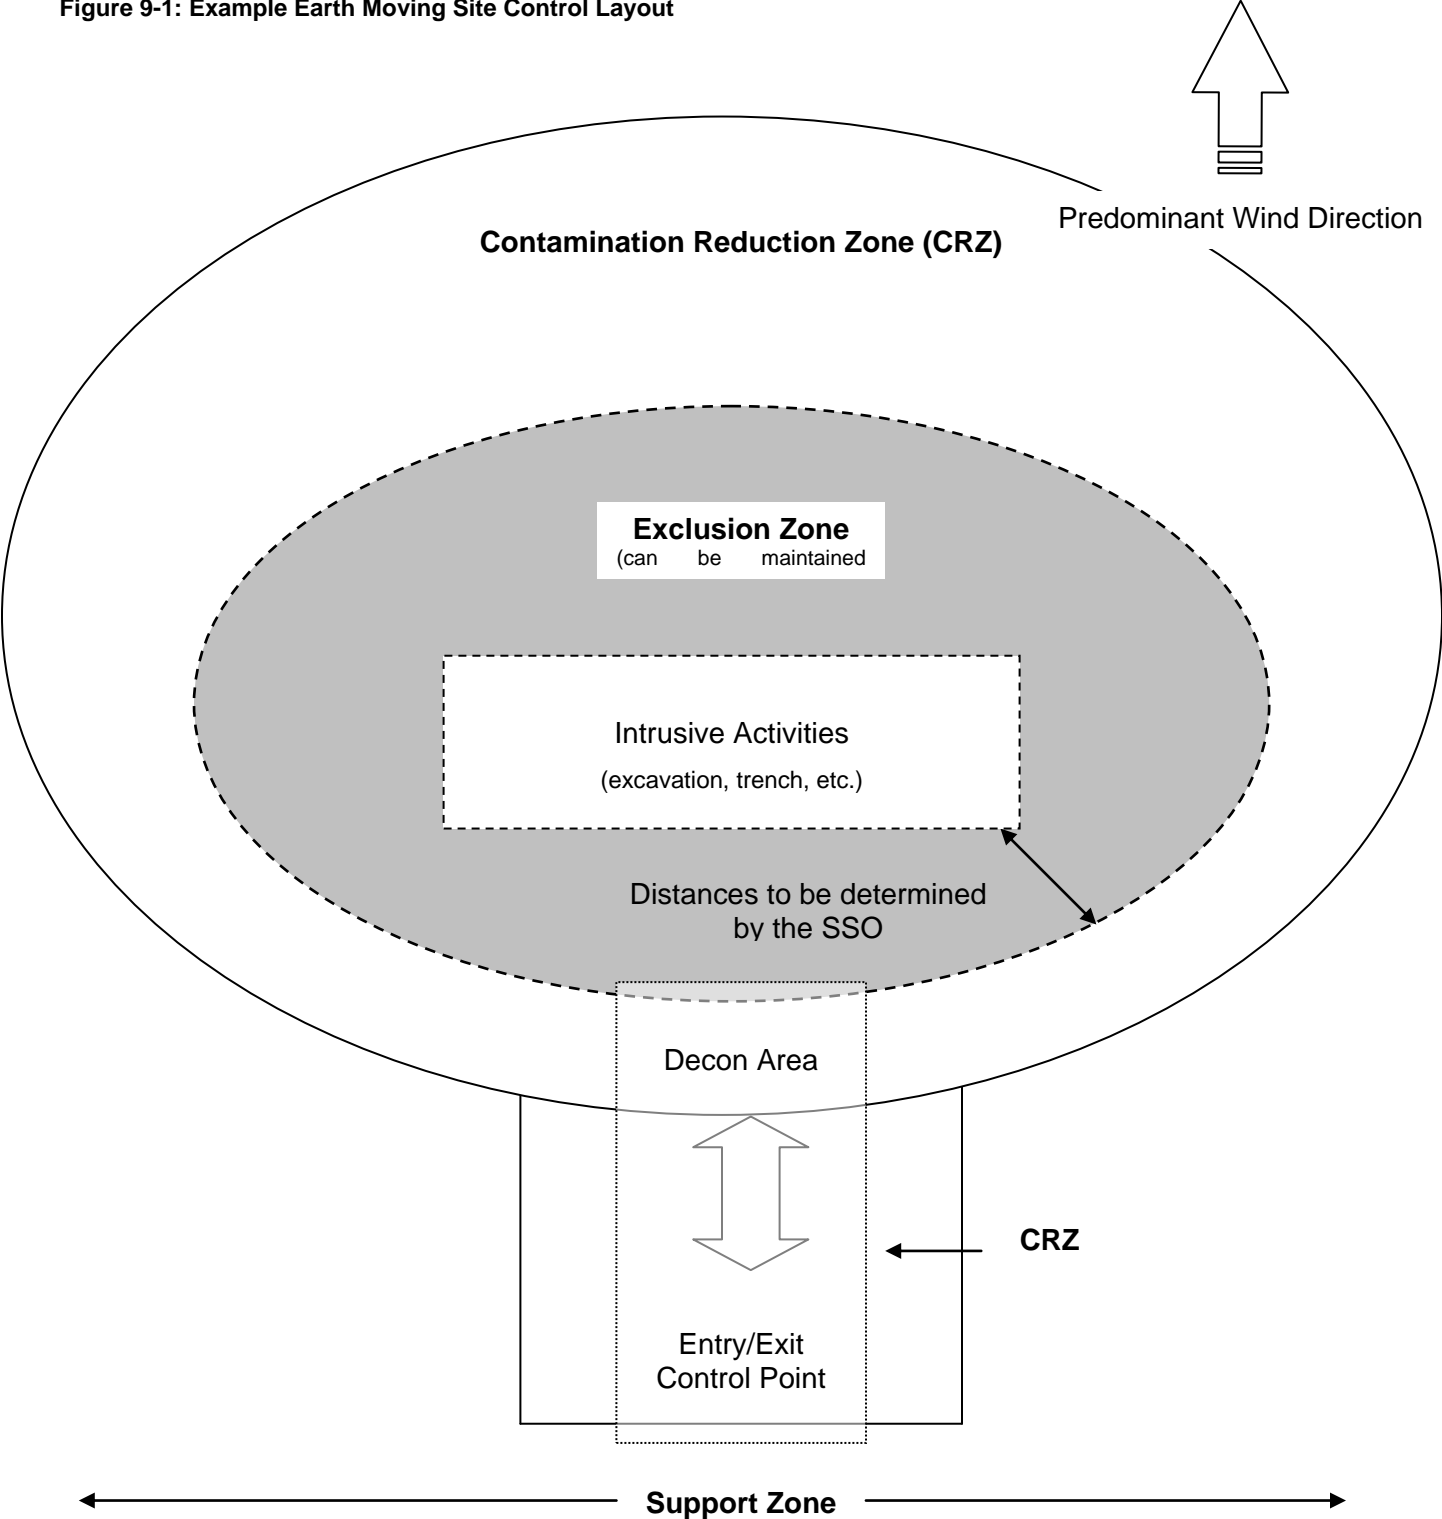 Figure 9-1: Example Earth Moving Site Control Layout
Predominant Wind Direction
Contamination Reduction Zone (CRZ)
Exclusion Zone
(can be maintained
Intrusive Activities
(excavation, trench, etc.)
Distances to be determined
by the SSO
Decon Area
CRZ
Entry/Exit
Control Point
Support Zone